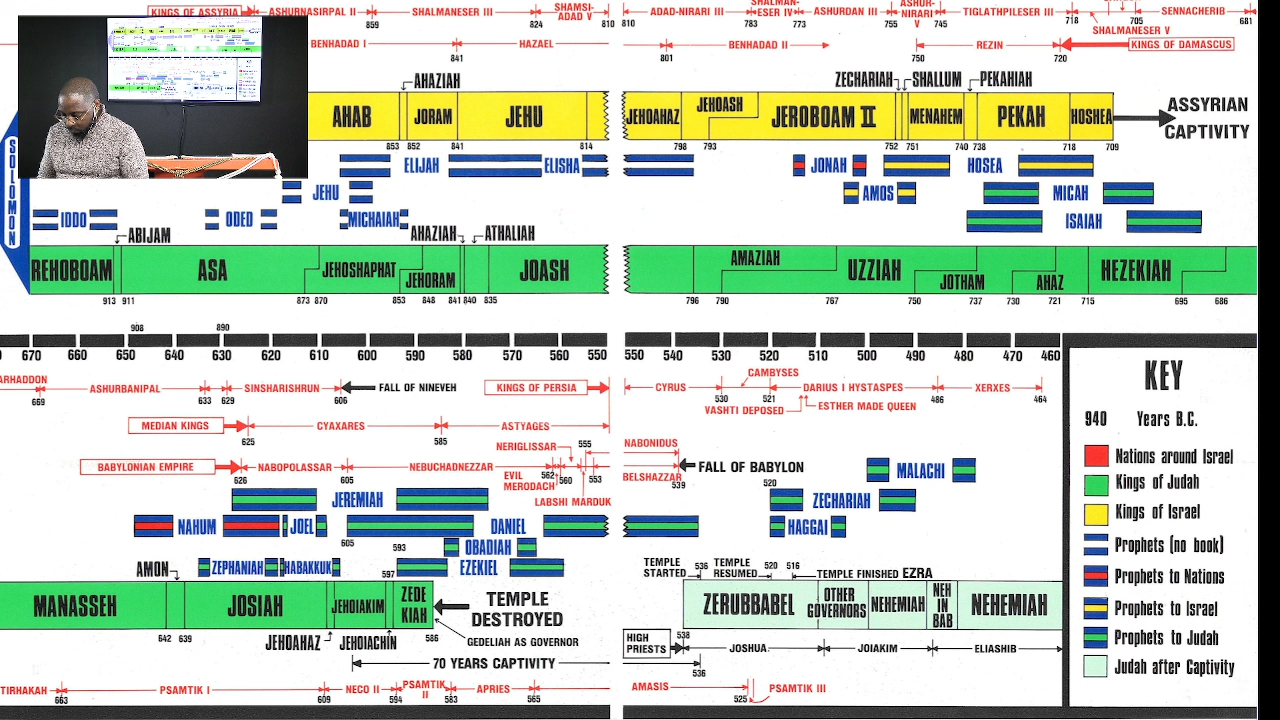 KINGS OF ASSYRIA ASHURNASIRPAL II SHALMANESER III SHAMSI-ADAD V ADAD-NIRARI III SHALMAN-ESER IV ASHURDAN III ASHUR-NIRARI V TIGLATHPILESER III SHALMANESER V SENNACHERIB
859 824 810 810 783 773 755 745 718 705 681
BENHADAD I HAZAEL BENHADAD II REZIN KINGS OF DAMASCUS
841 801 750 720
AHAZIAH ZECHARIAH SHALLUM PEKAHIAH
AHAB JORAM JEHU JEHOAHAZ JEHOASH JEROBOAM II MENAHEM PEKAH HOSHEA ASSYRIAN CAPTIVITY
853 852 841 814 798 793 752 751 740 738 718 709
ELIJAH ELISHA JONAH HOSEA
JEHU AMOS MICAH
IDDO ODED MICHAIAH ISAIAH
SOLOMON
ABIJAM AHAZIAH ATHALIAH
REHOBOAM ASA JEHOSHAPHAT JEHORAM JOASH AMAZIAH UZZIAH JOTHAM AHAZ HEZEKIAH
913 911 873 870 853 848 841 840 835 796 790 767 750 737 730 721 715 695 686
908 890
670 660 650 640 630 620 610 600 590 580 570 560 550 550 540 530 520 510 500 490 480 470 460
ARHADDON ASHURBANIPAL SINSHARISHRUN FALL OF NINEVEH KINGS OF PERSIA CYRUS CAMBYSES DARIUS I HYSTASPES XERXES
669 633 629 606 530 521 486 464
VASHTI DEPOSED ESTHER MADE QUEEN
MEDIAN KINGS CYAXARES ASTYAGES
625 585
NERIGLISSAR 555 NABONIDUS
BABYLONIAN EMPIRE NABOPOLASSAR NEBUCHADNEZZAR FALL OF BABYLON
626 605 EVIL MERODACH 562 560 553 BELSHAZZAR 539
LABSHI MARDUK
MALACHI
520
JEREMIAH ZECHARIAH
NAHUM JOEL DANIEL HAGGAI
605 593 OBADIAH
ZEPHANIAH HABAKKUK EZEKIEL
AMON 597
TEMPLE STARTED 536 TEMPLE RESUMED 520 516 TEMPLE FINISHED EZRA
MANASSEH JOSIAH JEHOIAKIM ZEDEKIAH TEMPLE DESTROYED ZERUBBABEL OTHER GOVERNORS NEHEMIAH NEH IN BAB NEHEMIAH
642 639 586 GEDELIAH AS GOVERNOR
JEHOAHAZ JEHOIACHIN
HIGH PRIESTS 538 JOSHUA JOIAKIM ELIASHIB
70 YEARS CAPTIVITY 536
TIRHAKAH PSAMTIK I NECO II PSAMTIK II APRIES AMASIS PSAMTIK III
663 609 594 583 565 525
KEY
940 Years B.C.
Nations around Israel
Kings of Judah
Kings of Israel
Prophets (no book)
Prophets to Nations
Prophets to Israel
Prophets to Judah
Judah after Captivity